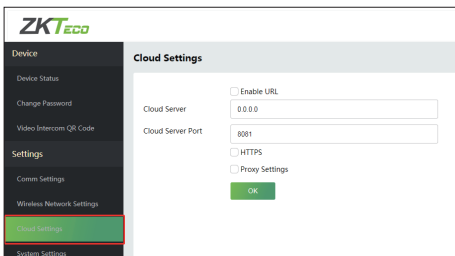 ZKTeco
Device
Cloud Settings
Device Status
Enable URL
Change Password
Cloud Server
0.0.0.0
Video Intercom QR Code
Cloud Server Port
8081
Settings
HTTPS
Proxy Settings
Comm Settings
OK
Wireless Network Settings
Cloud Settings
System Settings